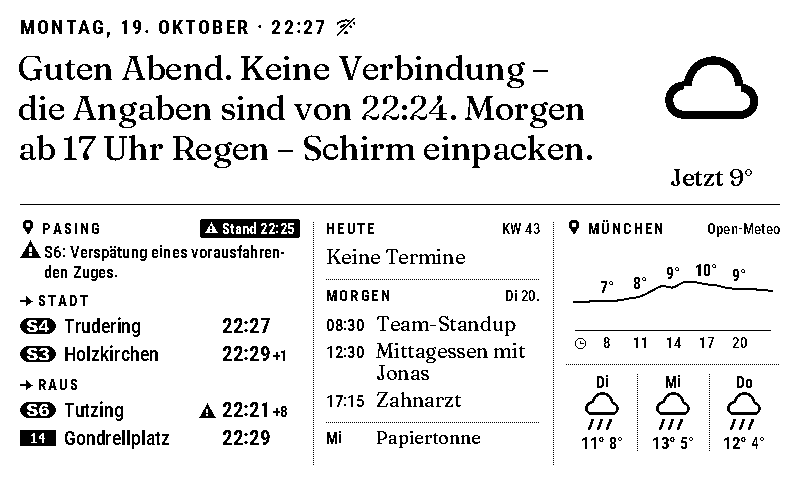 MONTAG, 19. OKTOBER · 22:27
Guten Abend. Keine Verbindung –
die Angaben sind von 22:24. Morgen
ab 17 Uhr Regen – Schirm einpacken.
Jetzt 9°
PASING
Stand 22:25
S6: Verspätung eines vorausfahren-
den Zuges.
→ STADT
S4 Trudering 22:27
S3 Holzkirchen 22:29 +1
→ RAUS
S6 Tutzing 22:21 +8
14 Gondrellplatz 22:29
HEUTE KW 43
Keine Termine
MORGEN Di 20.
08:30 Team-Standup
12:30 Mittagessen mit
Jonas
17:15 Zahnarzt
Mi Papiertonne
MÜNCHEN Open-Meteo
7° 8° 9° 10° 9°
8 11 14 17 20
Di Mi Do
11° 8° 13° 5° 12° 4°